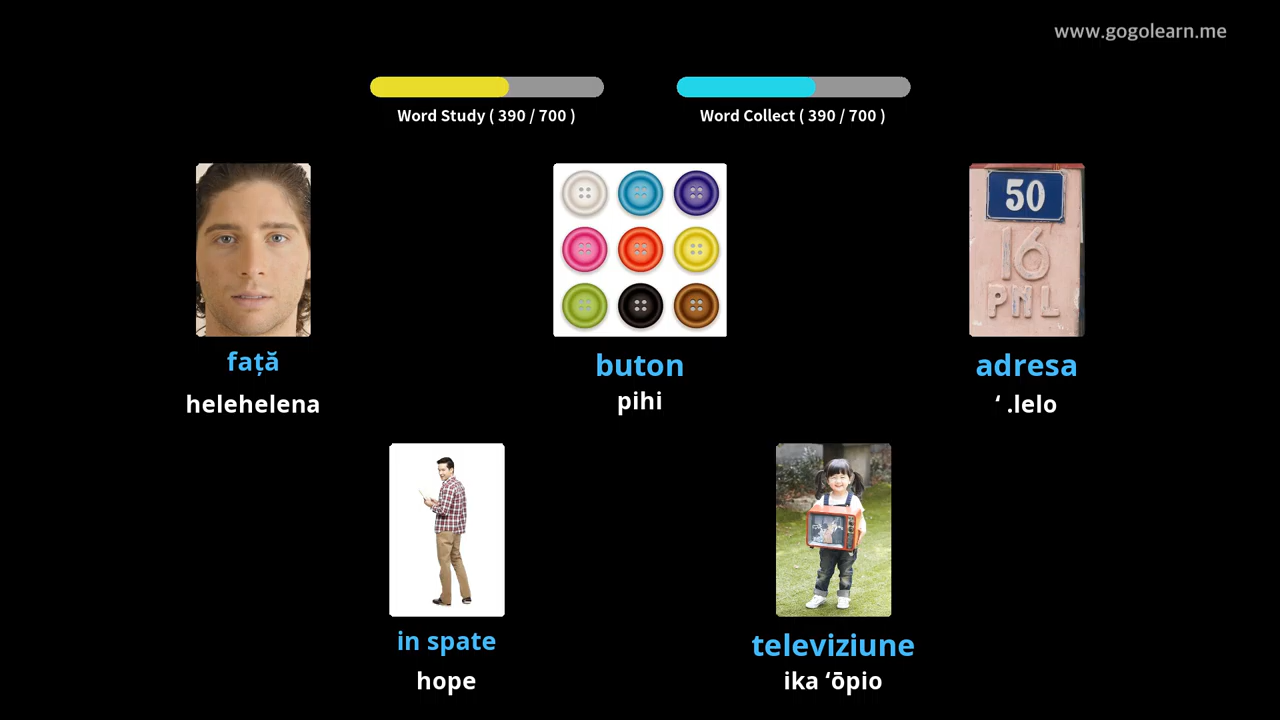 www.gogolearn.me
Word Study ( 390 / 700 )
Word Collect ( 390 / 700 )
50
16
PNL
față
helehelena
buton
pihi
adresa
‘ .lelo
in spate
hope
televiziune
ika ‘ōpio